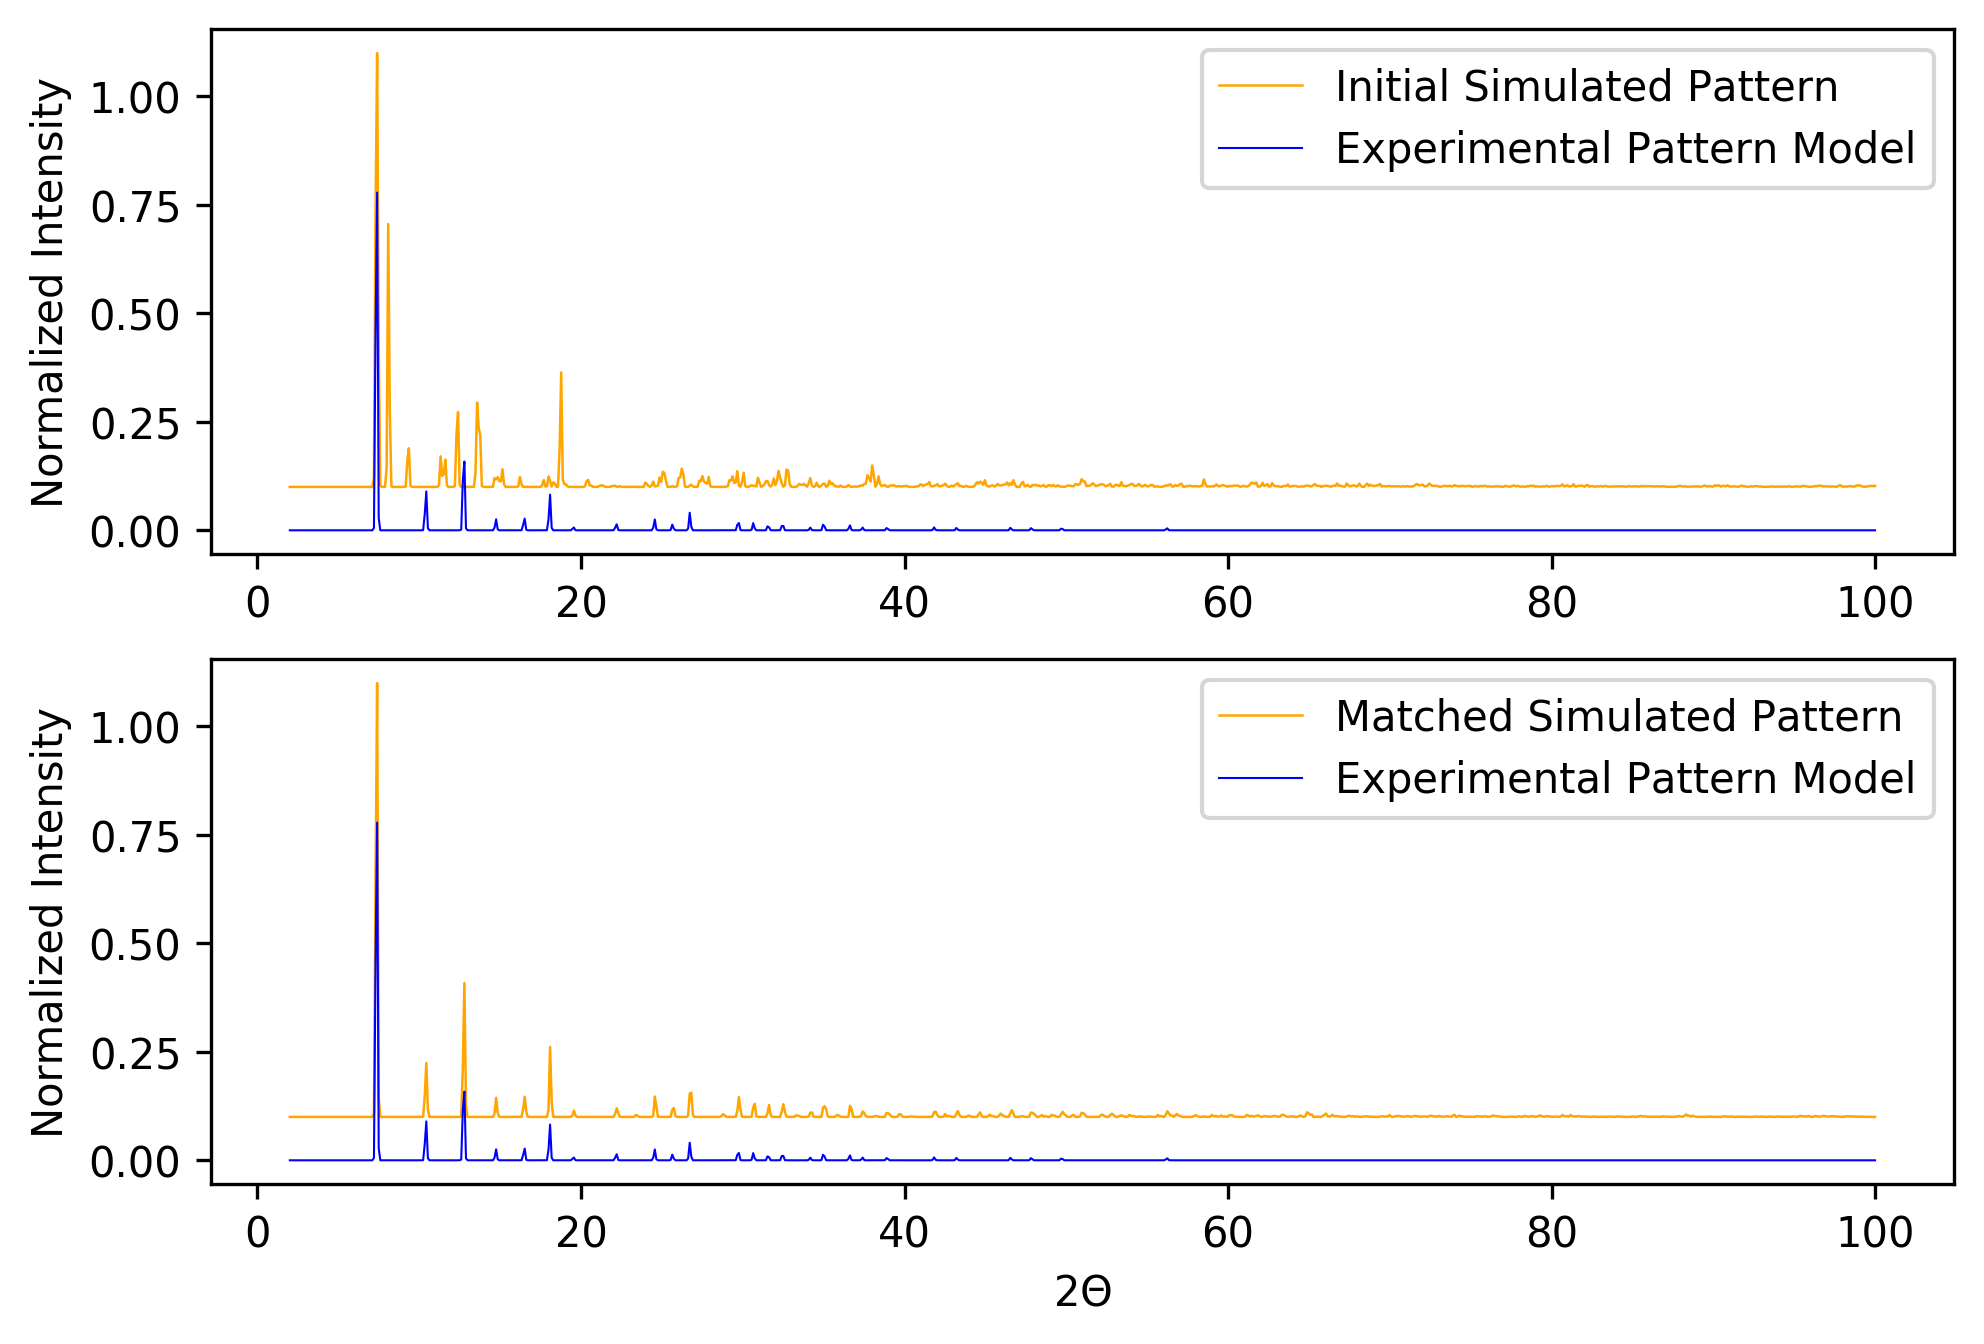 Normalized Intensity
1.00
0.75
0.50
0.25
0.00
Initial Simulated Pattern
Experimental Pattern Model
0 20 40 60 80 100
Normalized Intensity
1.00
0.75
0.50
0.25
0.00
Matched Simulated Pattern
Experimental Pattern Model
0 20 40 60 80 100
2Θ